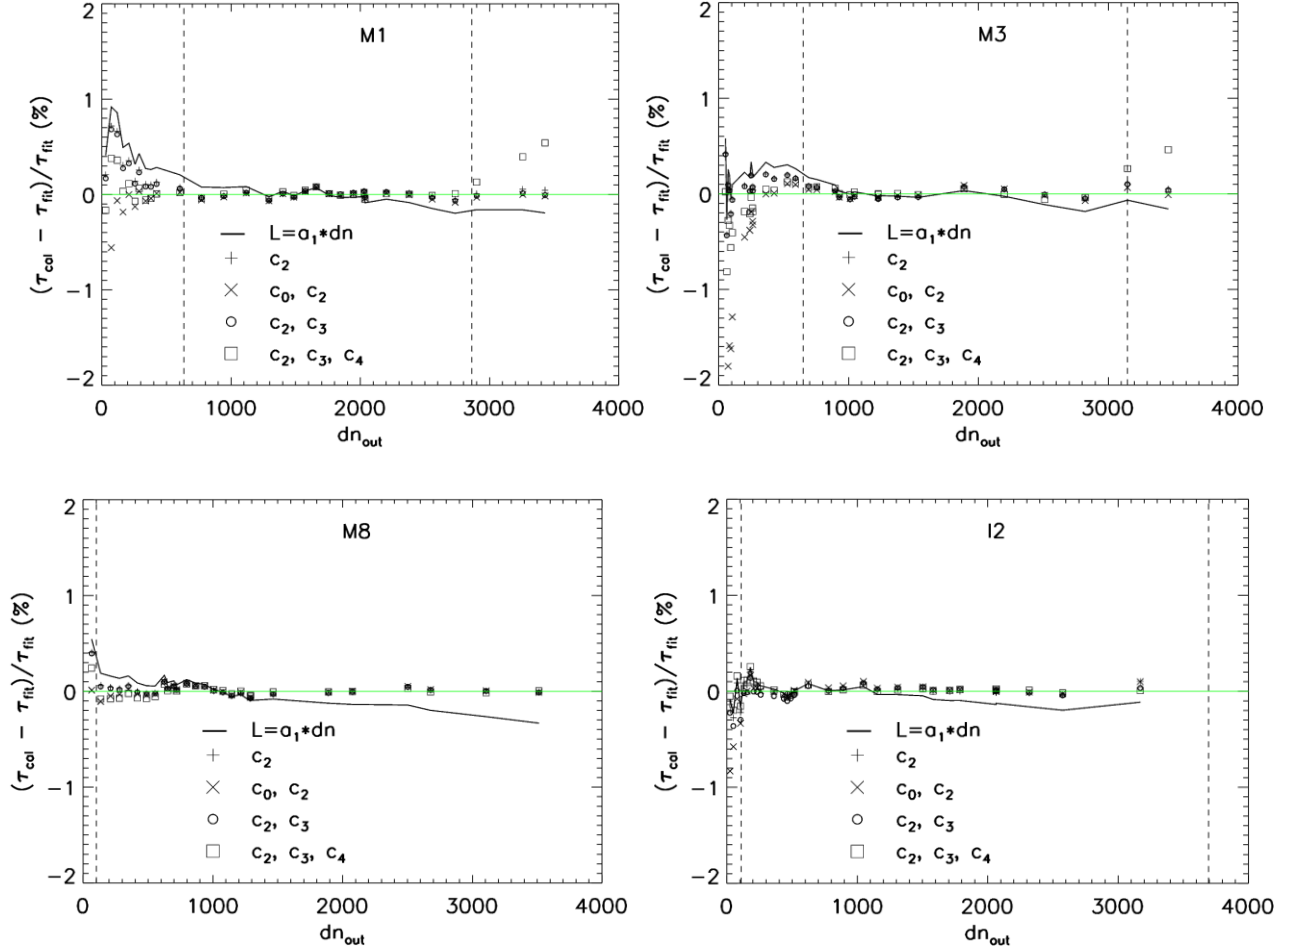 M1
(τcal − τfit)/τfit (%)
2
1
0
−1
−2
L=a1*dn
c2
c0, c2
c2, c3
c2, c3, c4
0 1000 2000 3000 4000
dnout
M3
(τcal − τfit)/τfit (%)
2
1
0
−1
−2
L=a1*dn
c2
c0, c2
c2, c3
c2, c3, c4
0 1000 2000 3000 4000
dnout
M8
(τcal − τfit)/τfit (%)
2
1
0
−1
−2
L=a1*dn
c2
c0, c2
c2, c3
c2, c3, c4
0 1000 2000 3000 4000
dnout
I2
(τcal − τfit)/τfit (%)
2
1
0
−1
−2
L=a1*dn
c2
c0, c2
c2, c3
c2, c3, c4
0 1000 2000 3000 4000
dnout